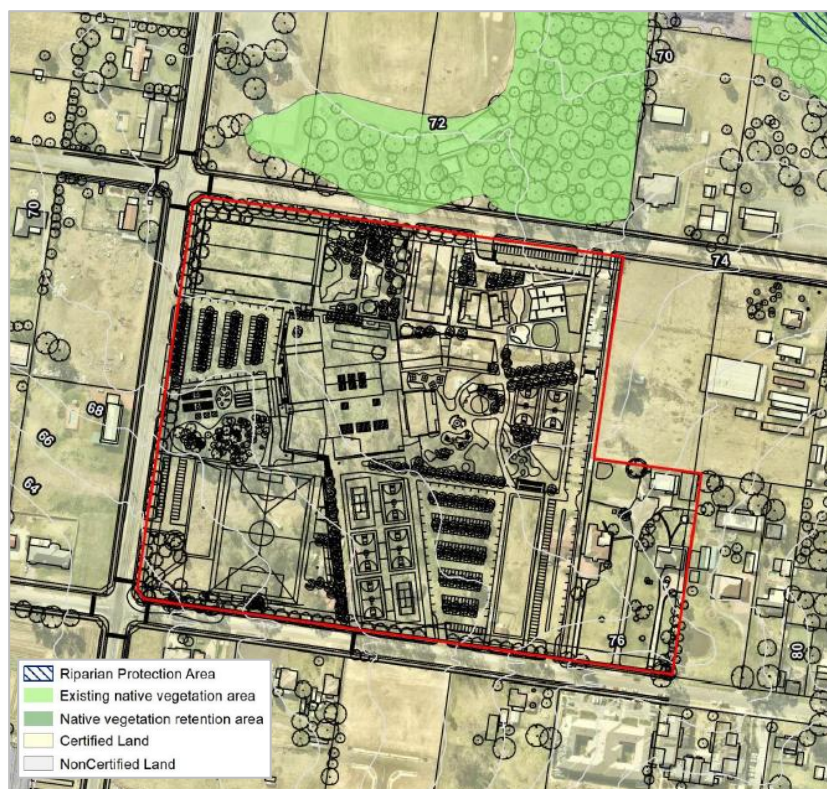 70
72
70
74
68
66
64
76
80
Riparian Protection Area
Existing native vegetation area
Native vegetation retention area
Certified Land
NonCertified Land